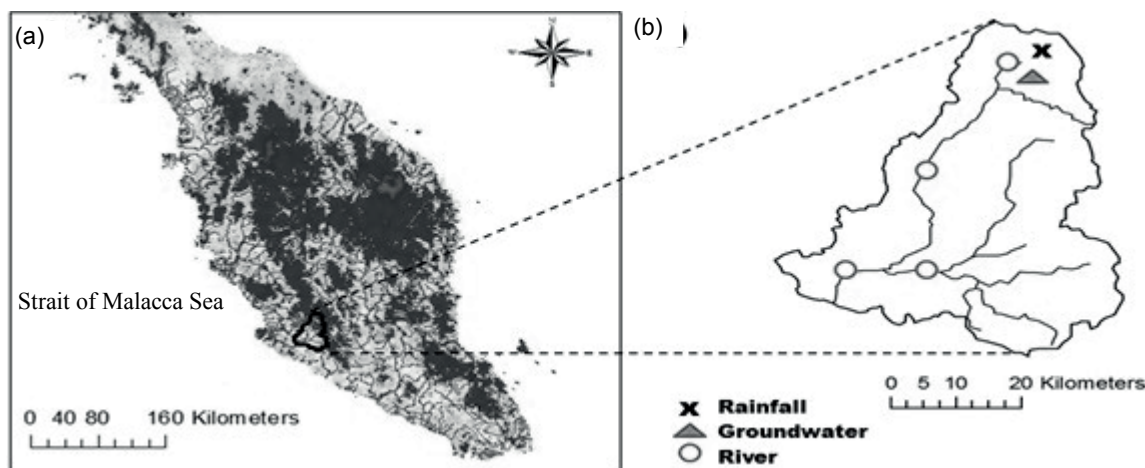 (a)
N
Strait of Malacca Sea
0 40 80 160 Kilometers
(b) )
0 5 10 20 Kilometers
x Rainfall
Groundwater
River